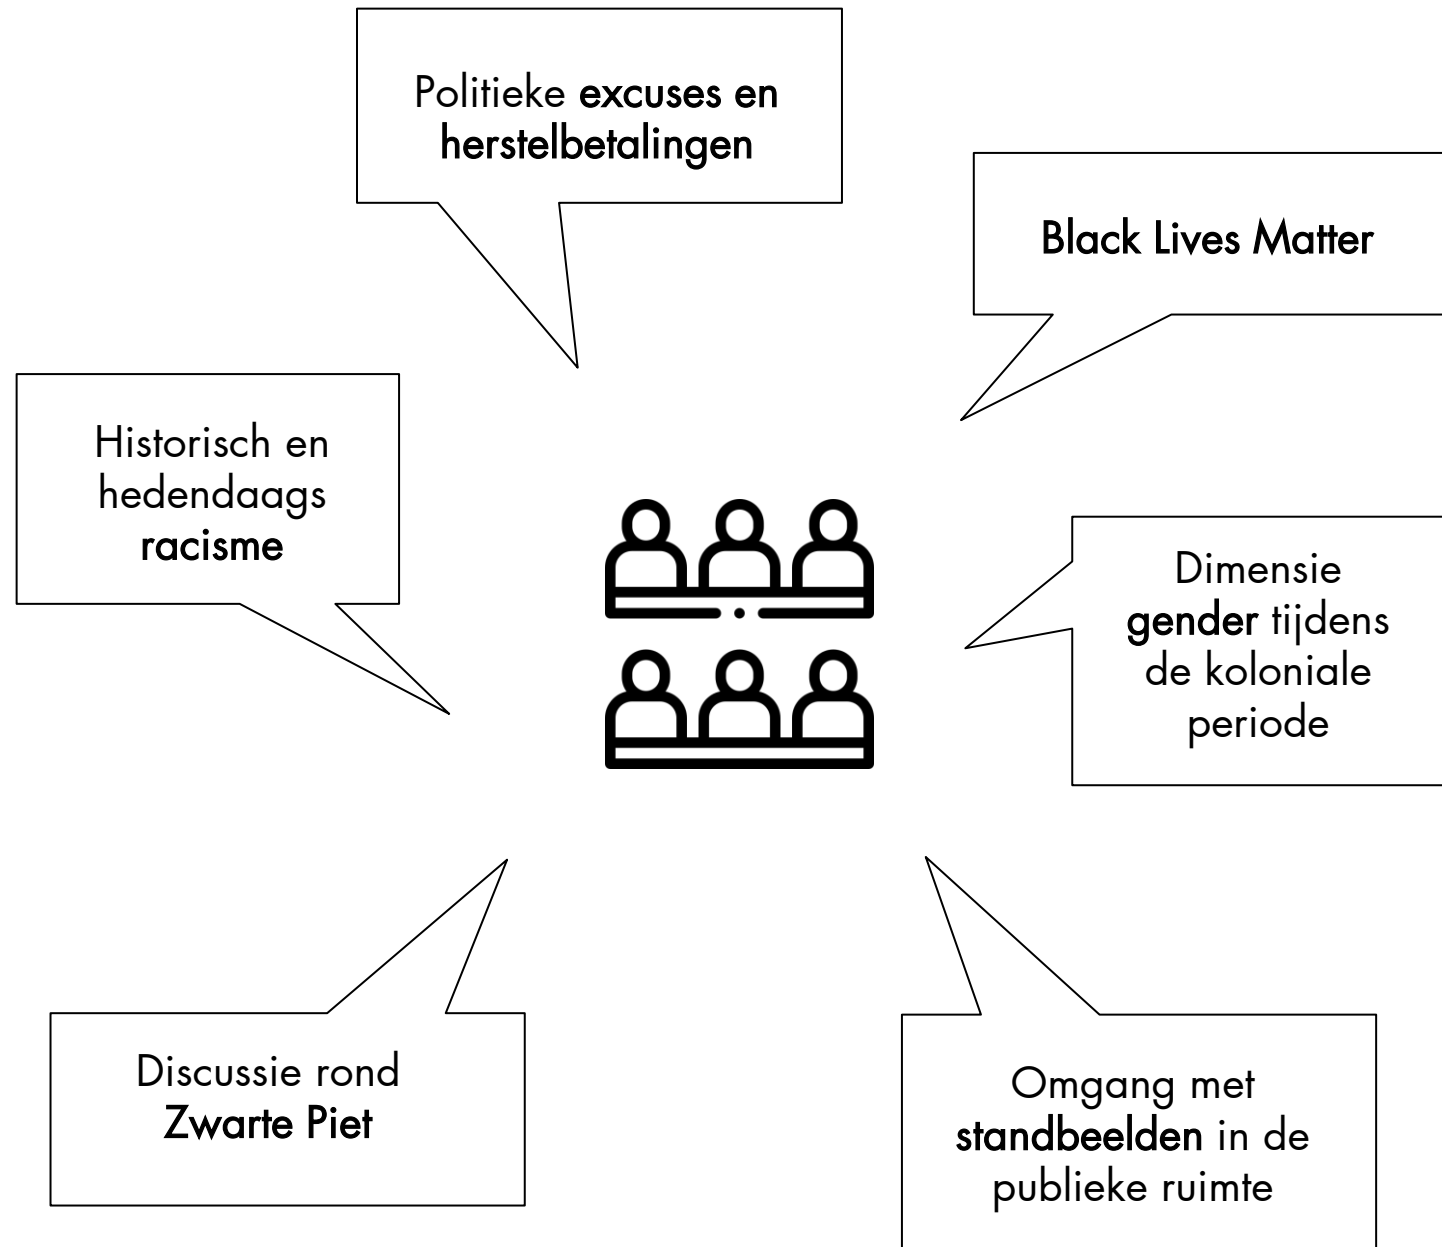 Politieke excuses en
herstelbetalingen
Black Lives Matter
Historisch en
hedendaags
racisme
Dimensie
gender tijdens
de koloniale
periode
Discussie rond
Zwarte Piet
Omgang met
standbeelden in de
publieke ruimte